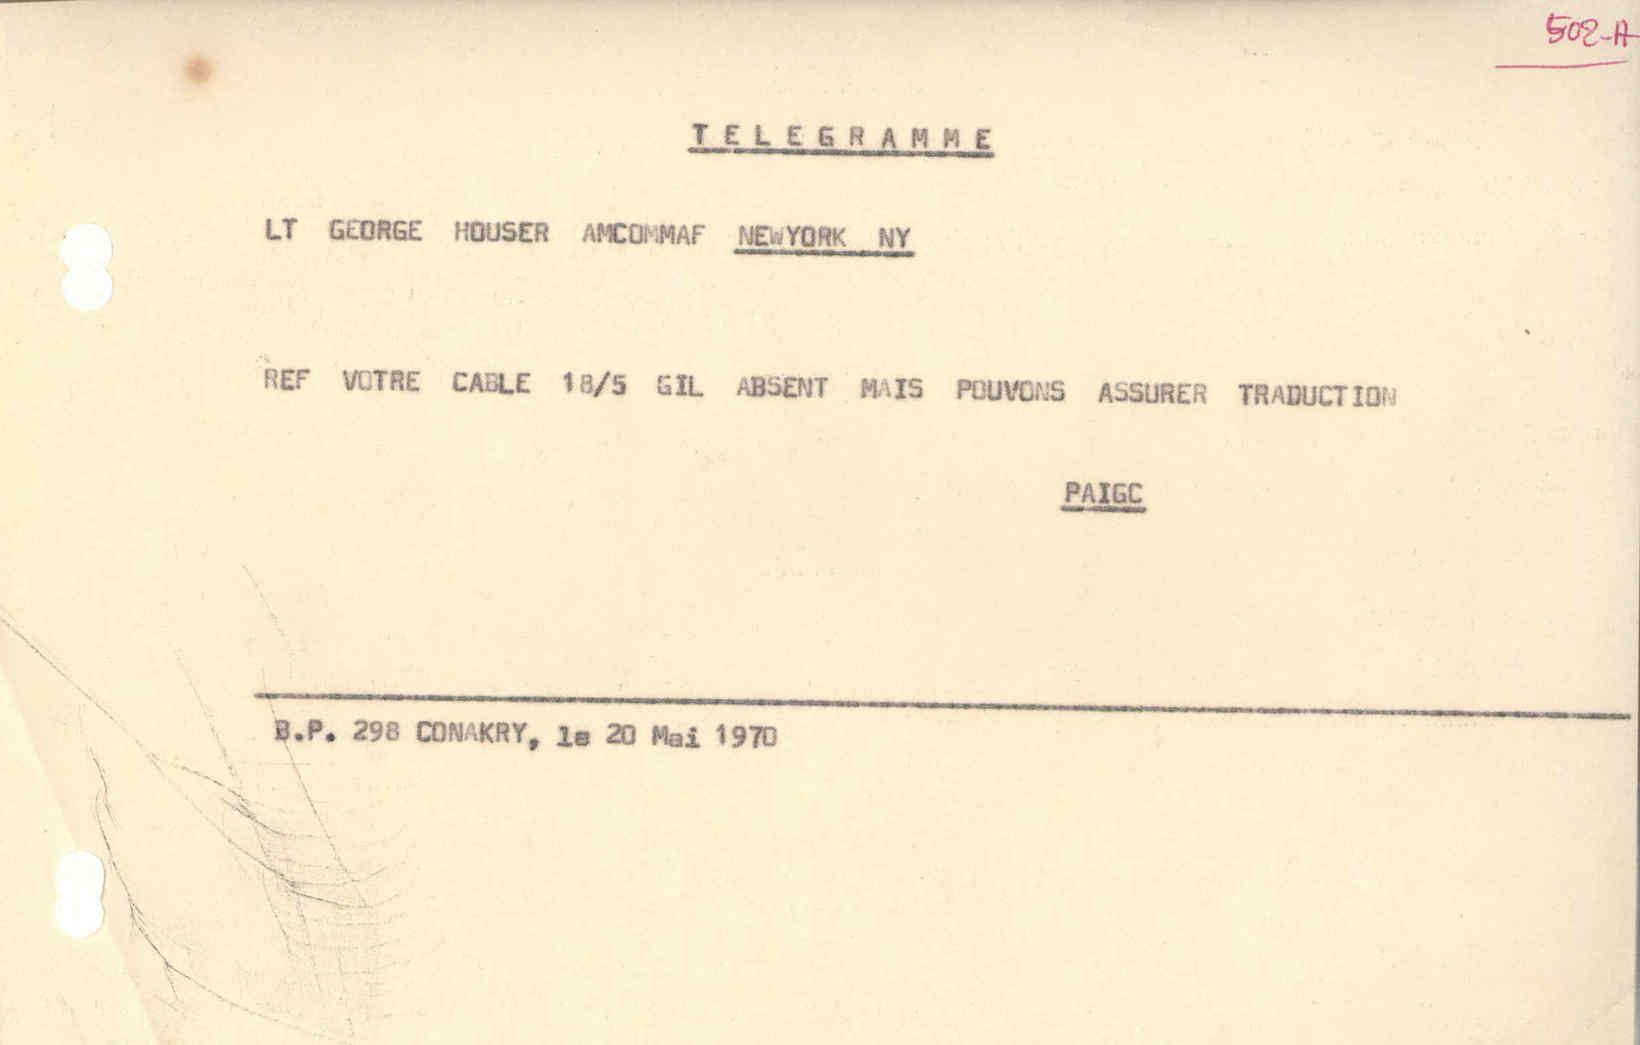 502-A
TELEGRAMME
LT GEORGE HOUSER AMCOMMAF NEWYORK NY
REF VOTRE CABLE 18/5 GIL ABSENT MAIS POUVONS ASSURER TRADUCTION
PAIGC
B.P. 298 CONAKRY, le 20 Mai 1970